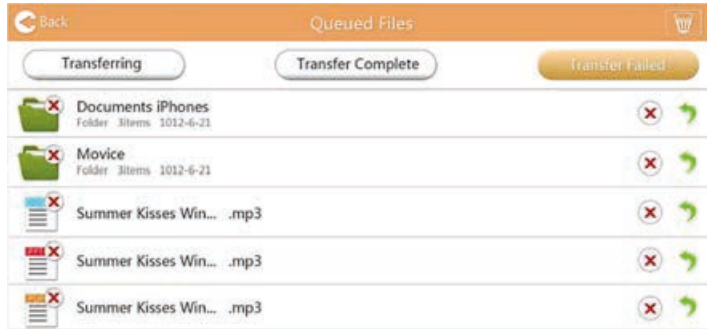 Back
Queued Files
Transferring
Transfer Complete
Transfer Failed
Documents iPhones
Folder 3items 1012-6-21
Movice
Folder 3items 1012-6-21
Summer Kisses Win... .mp3
Summer Kisses Win... .mp3
Summer Kisses Win... .mp3